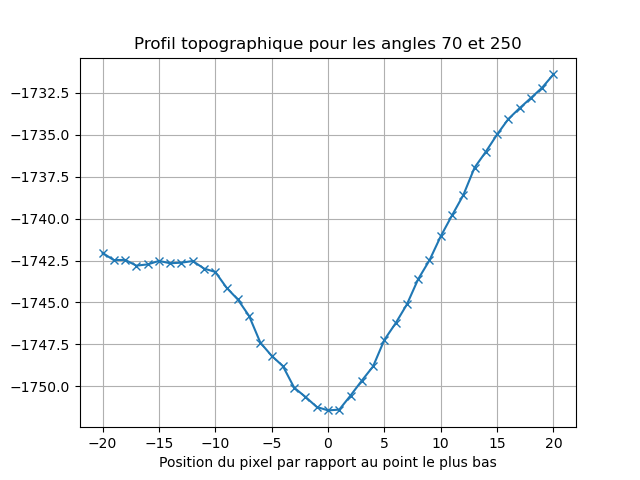 Profil topographique pour les angles 70 et 250
−1732.5
−1735.0
−1737.5
−1740.0
−1742.5
−1745.0
−1747.5
−1750.0
−20 −15 −10 −5 0 5 10 15 20
Position du pixel par rapport au point le plus bas